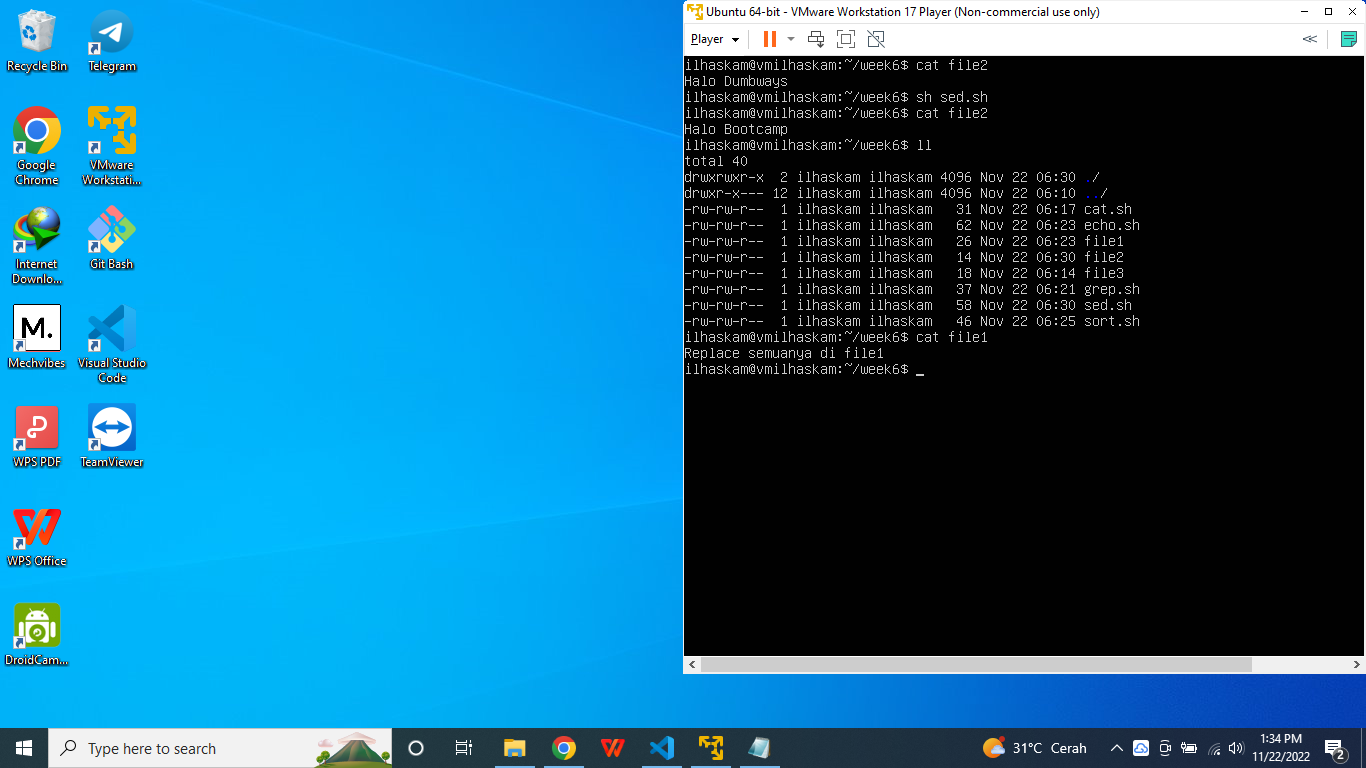 Recycle Bin
Telegram
Google Chrome
VMware Workstati...
Internet Downlo...
Git Bash
M.
Mechvibes
Visual Studio Code
WPS PDF
TeamViewer
WPS Office
DroidCam...
Ubuntu 64-bit - VMware Workstation 17 Player (Non-commercial use only)
Player
ilhaskam@vmilhaskam:~/week6$ cat file2
Halo Dumbways
ilhaskam@vmilhaskam:~/week6$ sh sed.sh
ilhaskam@vmilhaskam:~/week6$ cat file2
Halo Bootcamp
ilhaskam@vmilhaskam:~/week6$ ll
total 40
drwxrwxr-x  2 ilhaskam ilhaskam 4096 Nov 22 06:30 ./
drwxr-x--- 12 ilhaskam ilhaskam 4096 Nov 22 06:10 ../
-rw-rw-r--  1 ilhaskam ilhaskam   31 Nov 22 06:17 cat.sh
-rw-rw-r--  1 ilhaskam ilhaskam   62 Nov 22 06:23 echo.sh
-rw-rw-r--  1 ilhaskam ilhaskam   26 Nov 22 06:23 file1
-rw-rw-r--  1 ilhaskam ilhaskam   14 Nov 22 06:30 file2
-rw-rw-r--  1 ilhaskam ilhaskam   18 Nov 22 06:14 file3
-rw-rw-r--  1 ilhaskam ilhaskam   37 Nov 22 06:21 grep.sh
-rw-rw-r--  1 ilhaskam ilhaskam   58 Nov 22 06:30 sed.sh
-rw-rw-r--  1 ilhaskam ilhaskam   46 Nov 22 06:25 sort.sh
ilhaskam@vmilhaskam:~/week6$ cat file1
Replace semuanya di file1
ilhaskam@vmilhaskam:~/week6$ _
Type here to search
31°C Cerah
1:34 PM
11/22/2022
2